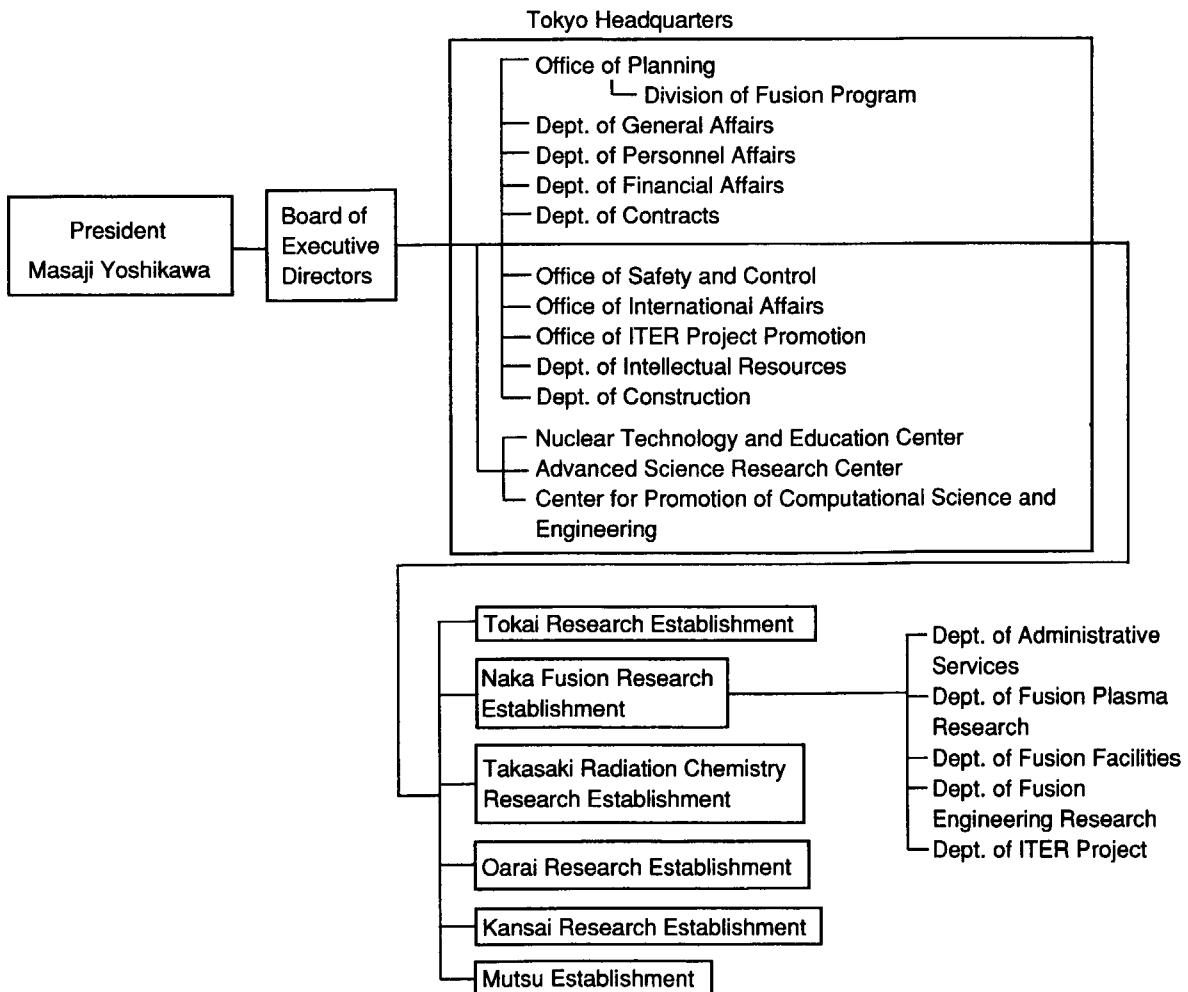 Tokyo Headquarters
Office of Planning
Division of Fusion Program
Dept. of General Affairs
Dept. of Personnel Affairs
Dept. of Financial Affairs
Dept. of Contracts
President
Masaji Yoshikawa
Board of
Executive
Directors
Office of Safety and Control
Office of International Affairs
Office of ITER Project Promotion
Dept. of Intellectual Resources
Dept. of Construction
Nuclear Technology and Education Center
Advanced Science Research Center
Center for Promotion of Computational Science and
Engineering
Tokai Research Establishment
Naka Fusion Research
Establishment
Takasaki Radiation Chemistry
Research Establishment
Oarai Research Establishment
Kansai Research Establishment
Mutsu Establishment
Dept. of Administrative
Services
Dept. of Fusion Plasma
Research
Dept. of Fusion Facilities
Dept. of Fusion
Engineering Research
Dept. of ITER Project